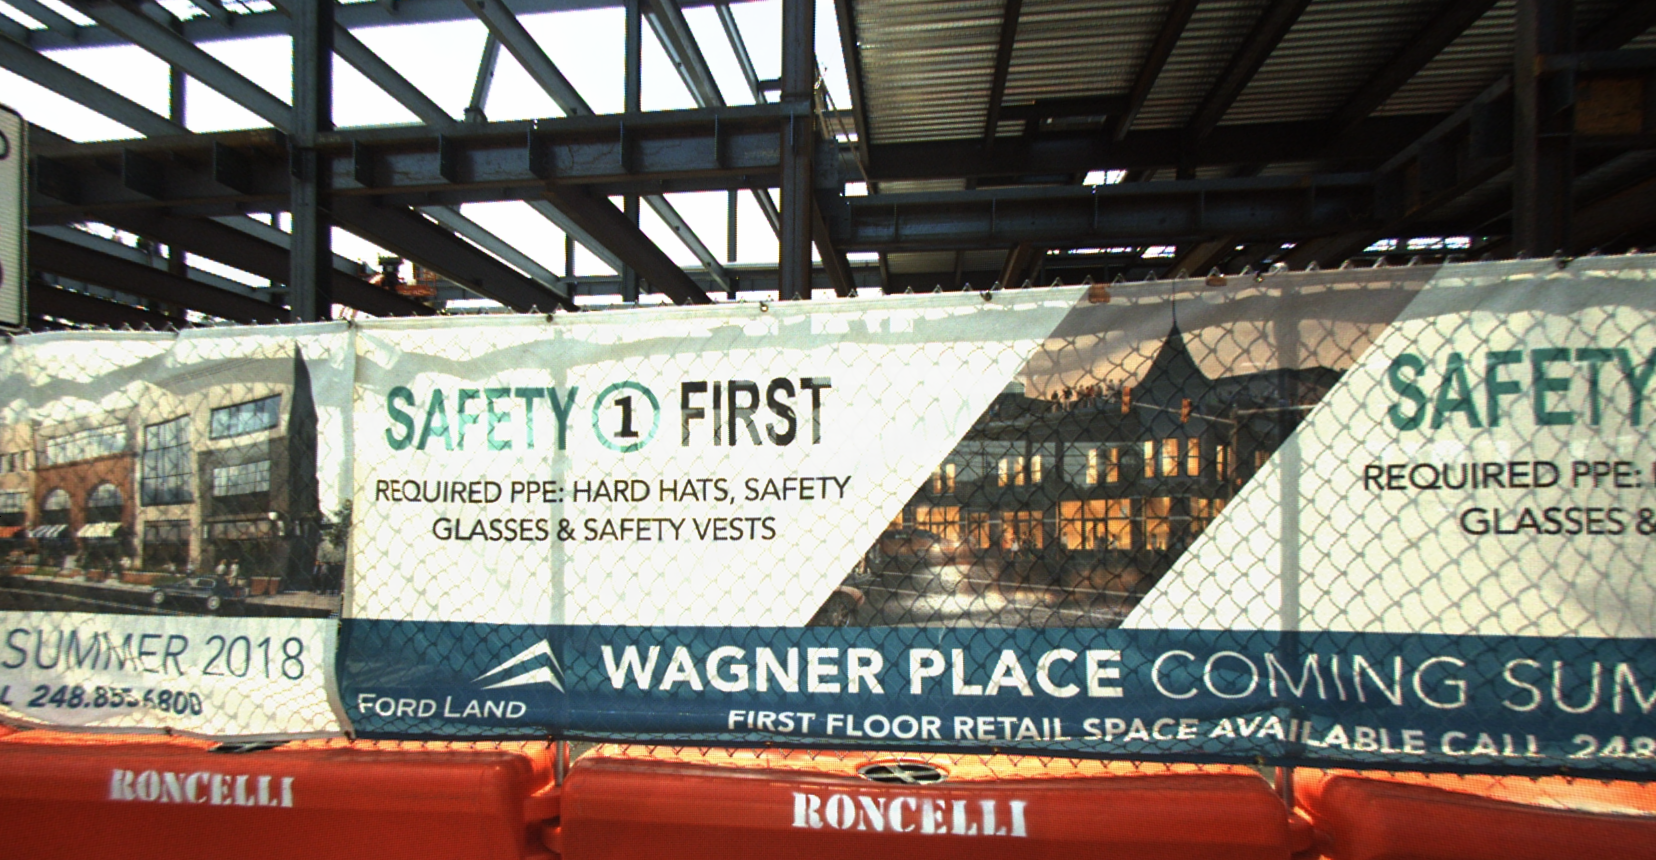 SUMMER 2018
L 248.855.6800
SAFETY 1 FIRST
REQUIRED PPE: HARD HATS, SAFETY
GLASSES & SAFETY VESTS
FORD LAND
WAGNER PLACE COMING SUM
FIRST FLOOR RETAIL SPACE AVAILABLE CALL 248
SAFETY
REQUIRED PPE:
GLASSES &
RONCELLI
RONCELLI